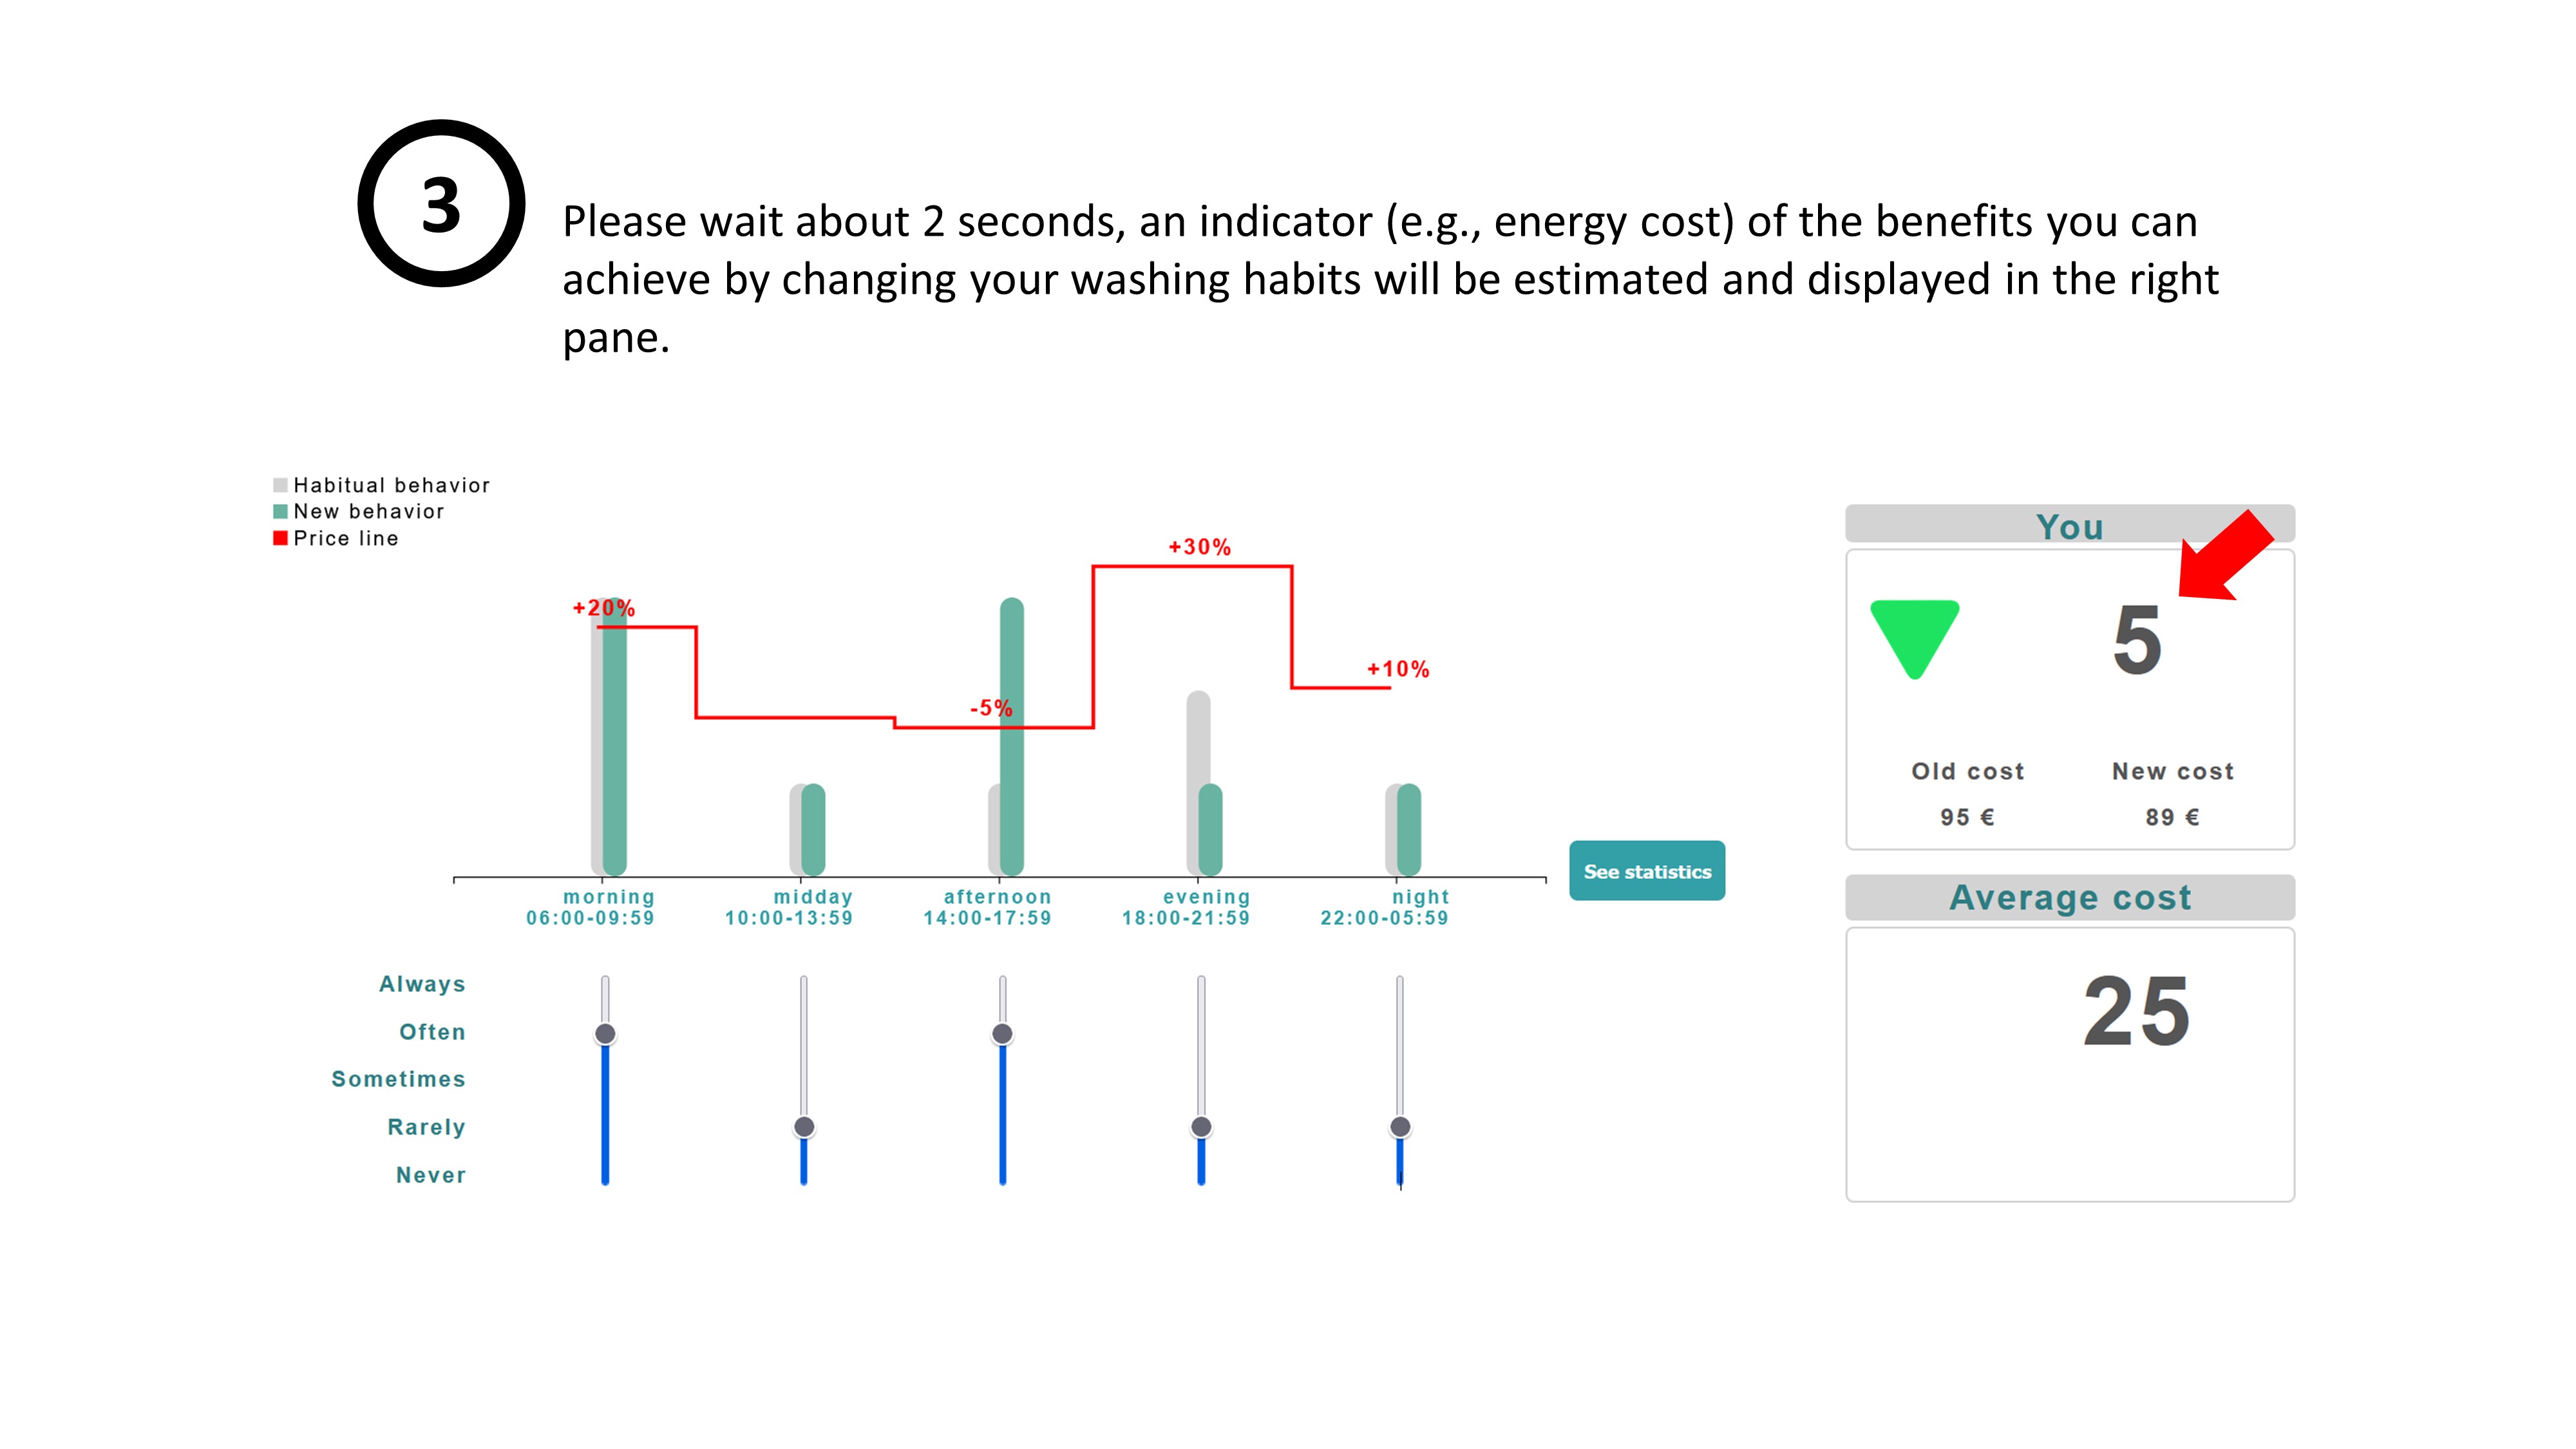 3
Please wait about 2 seconds, an indicator (e.g., energy cost) of the benefits you can
achieve by changing your washing habits will be estimated and displayed in the right
pane.
Habitual behavior
New behavior
Price line
+20%
-5%
+30%
+10%
morning
06:00-09:59
midday
10:00-13:59
afternoon
14:00-17:59
evening
18:00-21:59
night
22:00-05:59
See statistics
Always
Often
Sometimes
Rarely
Never
You
5
Old cost
95 €
New cost
89 €
Average cost
25